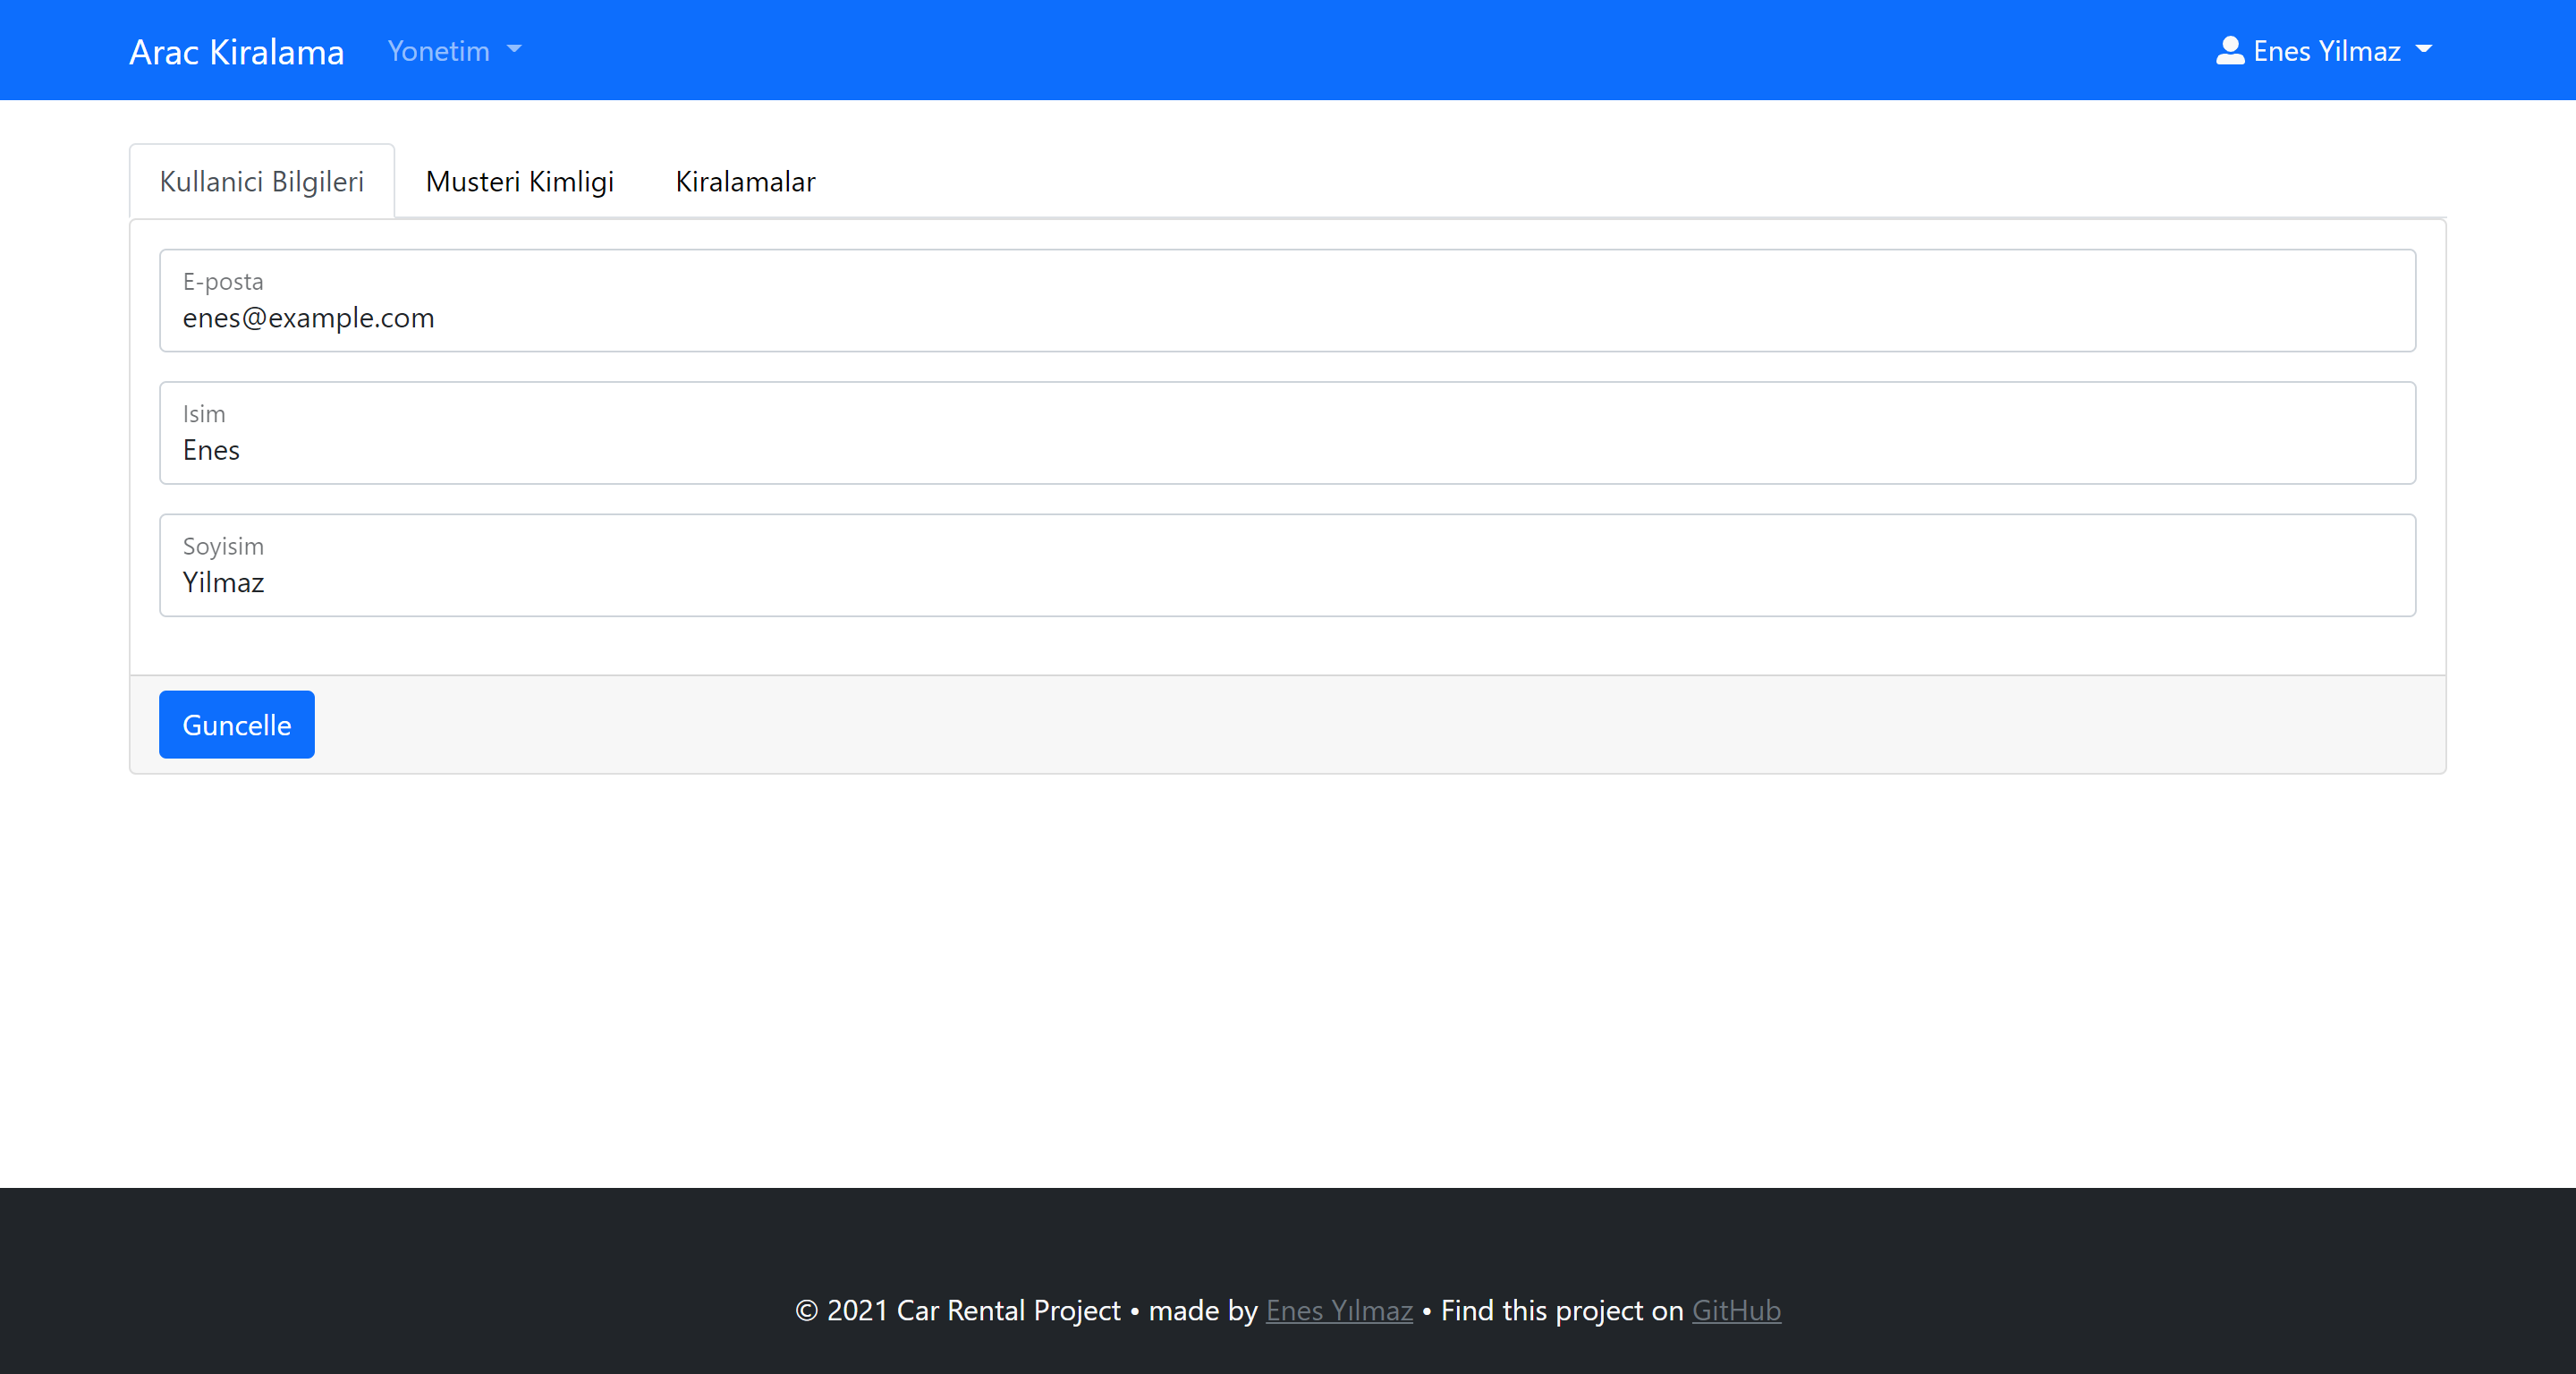 Arac Kiralama Yonetim Enes Yilmaz
Kullanici Bilgileri Musteri Kimligi Kiralamalar
E-posta
enes@example.com
Isim
Enes
Soyisim
Yilmaz
Guncelle
© 2021 Car Rental Project • made by Enes Yılmaz • Find this project on GitHub